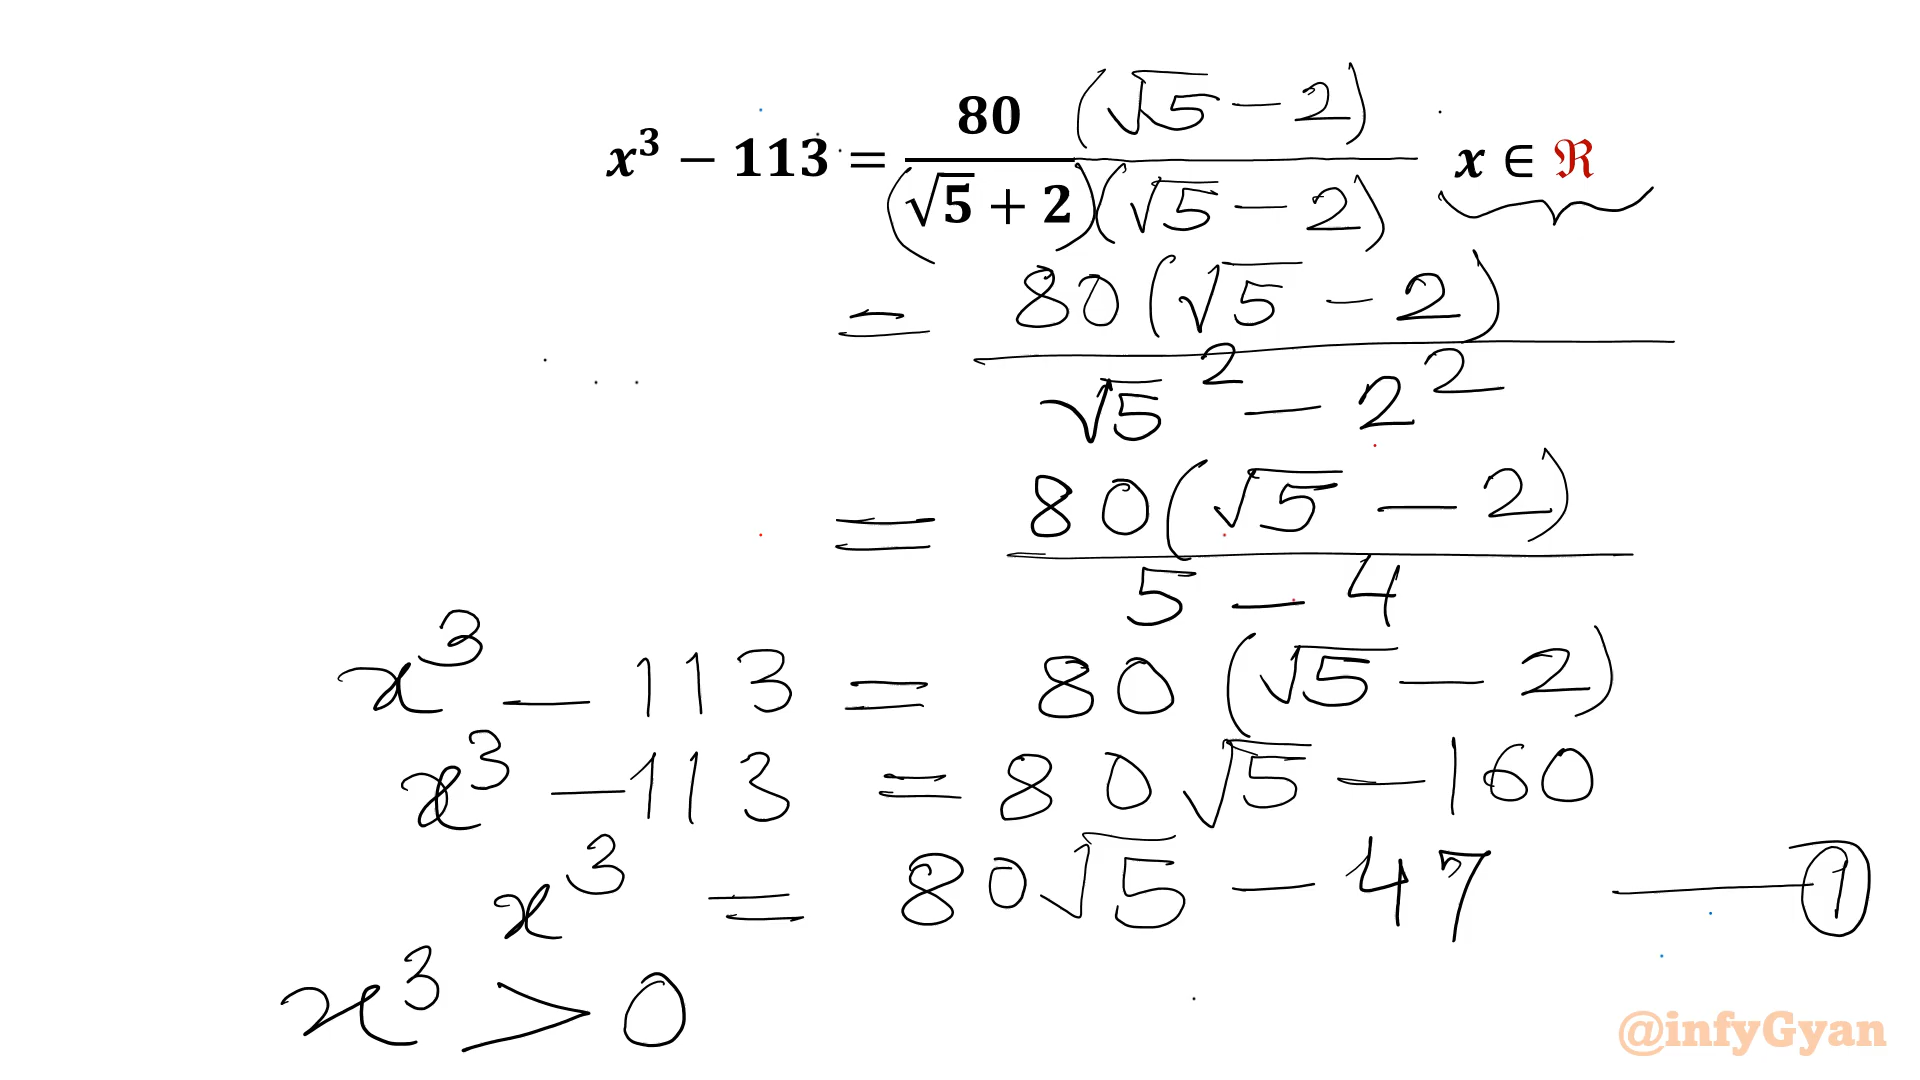 x³ − 113 = 80 (√5 − 2) / (√5 + 2)(√5 − 2) x ∈ ℜ
= 80(√5 − 2) / √5² − 2²
= 80(√5 − 2) / 5 − 4
x³ − 113 = 80 (√5 − 2)
x³ − 113 = 80√5 − 160
x³ = 80√5 − 47 — ①
x³ > 0
@infyGyan